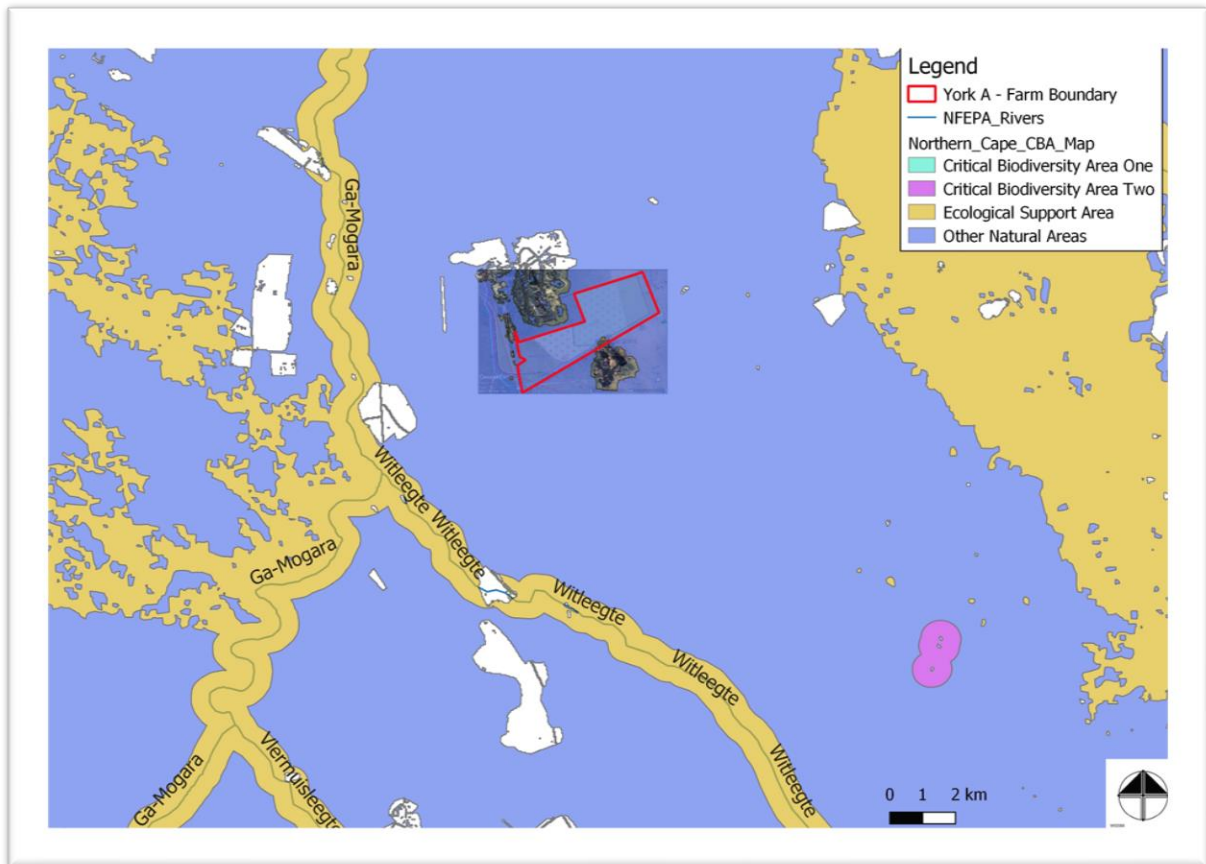 Legend
York A - Farm Boundary
NFEPA_Rivers
Northern_Cape_CBA_Map
Critical Biodiversity Area One
Critical Biodiversity Area Two
Ecological Support Area
Other Natural Areas
Ga-Mogara
Witleegte
Witleegte
Ga-Mogara
Witleegte
Witleegte
Witleegte
Ga-Mogara
Vlermuisleegte
0 1 2 km